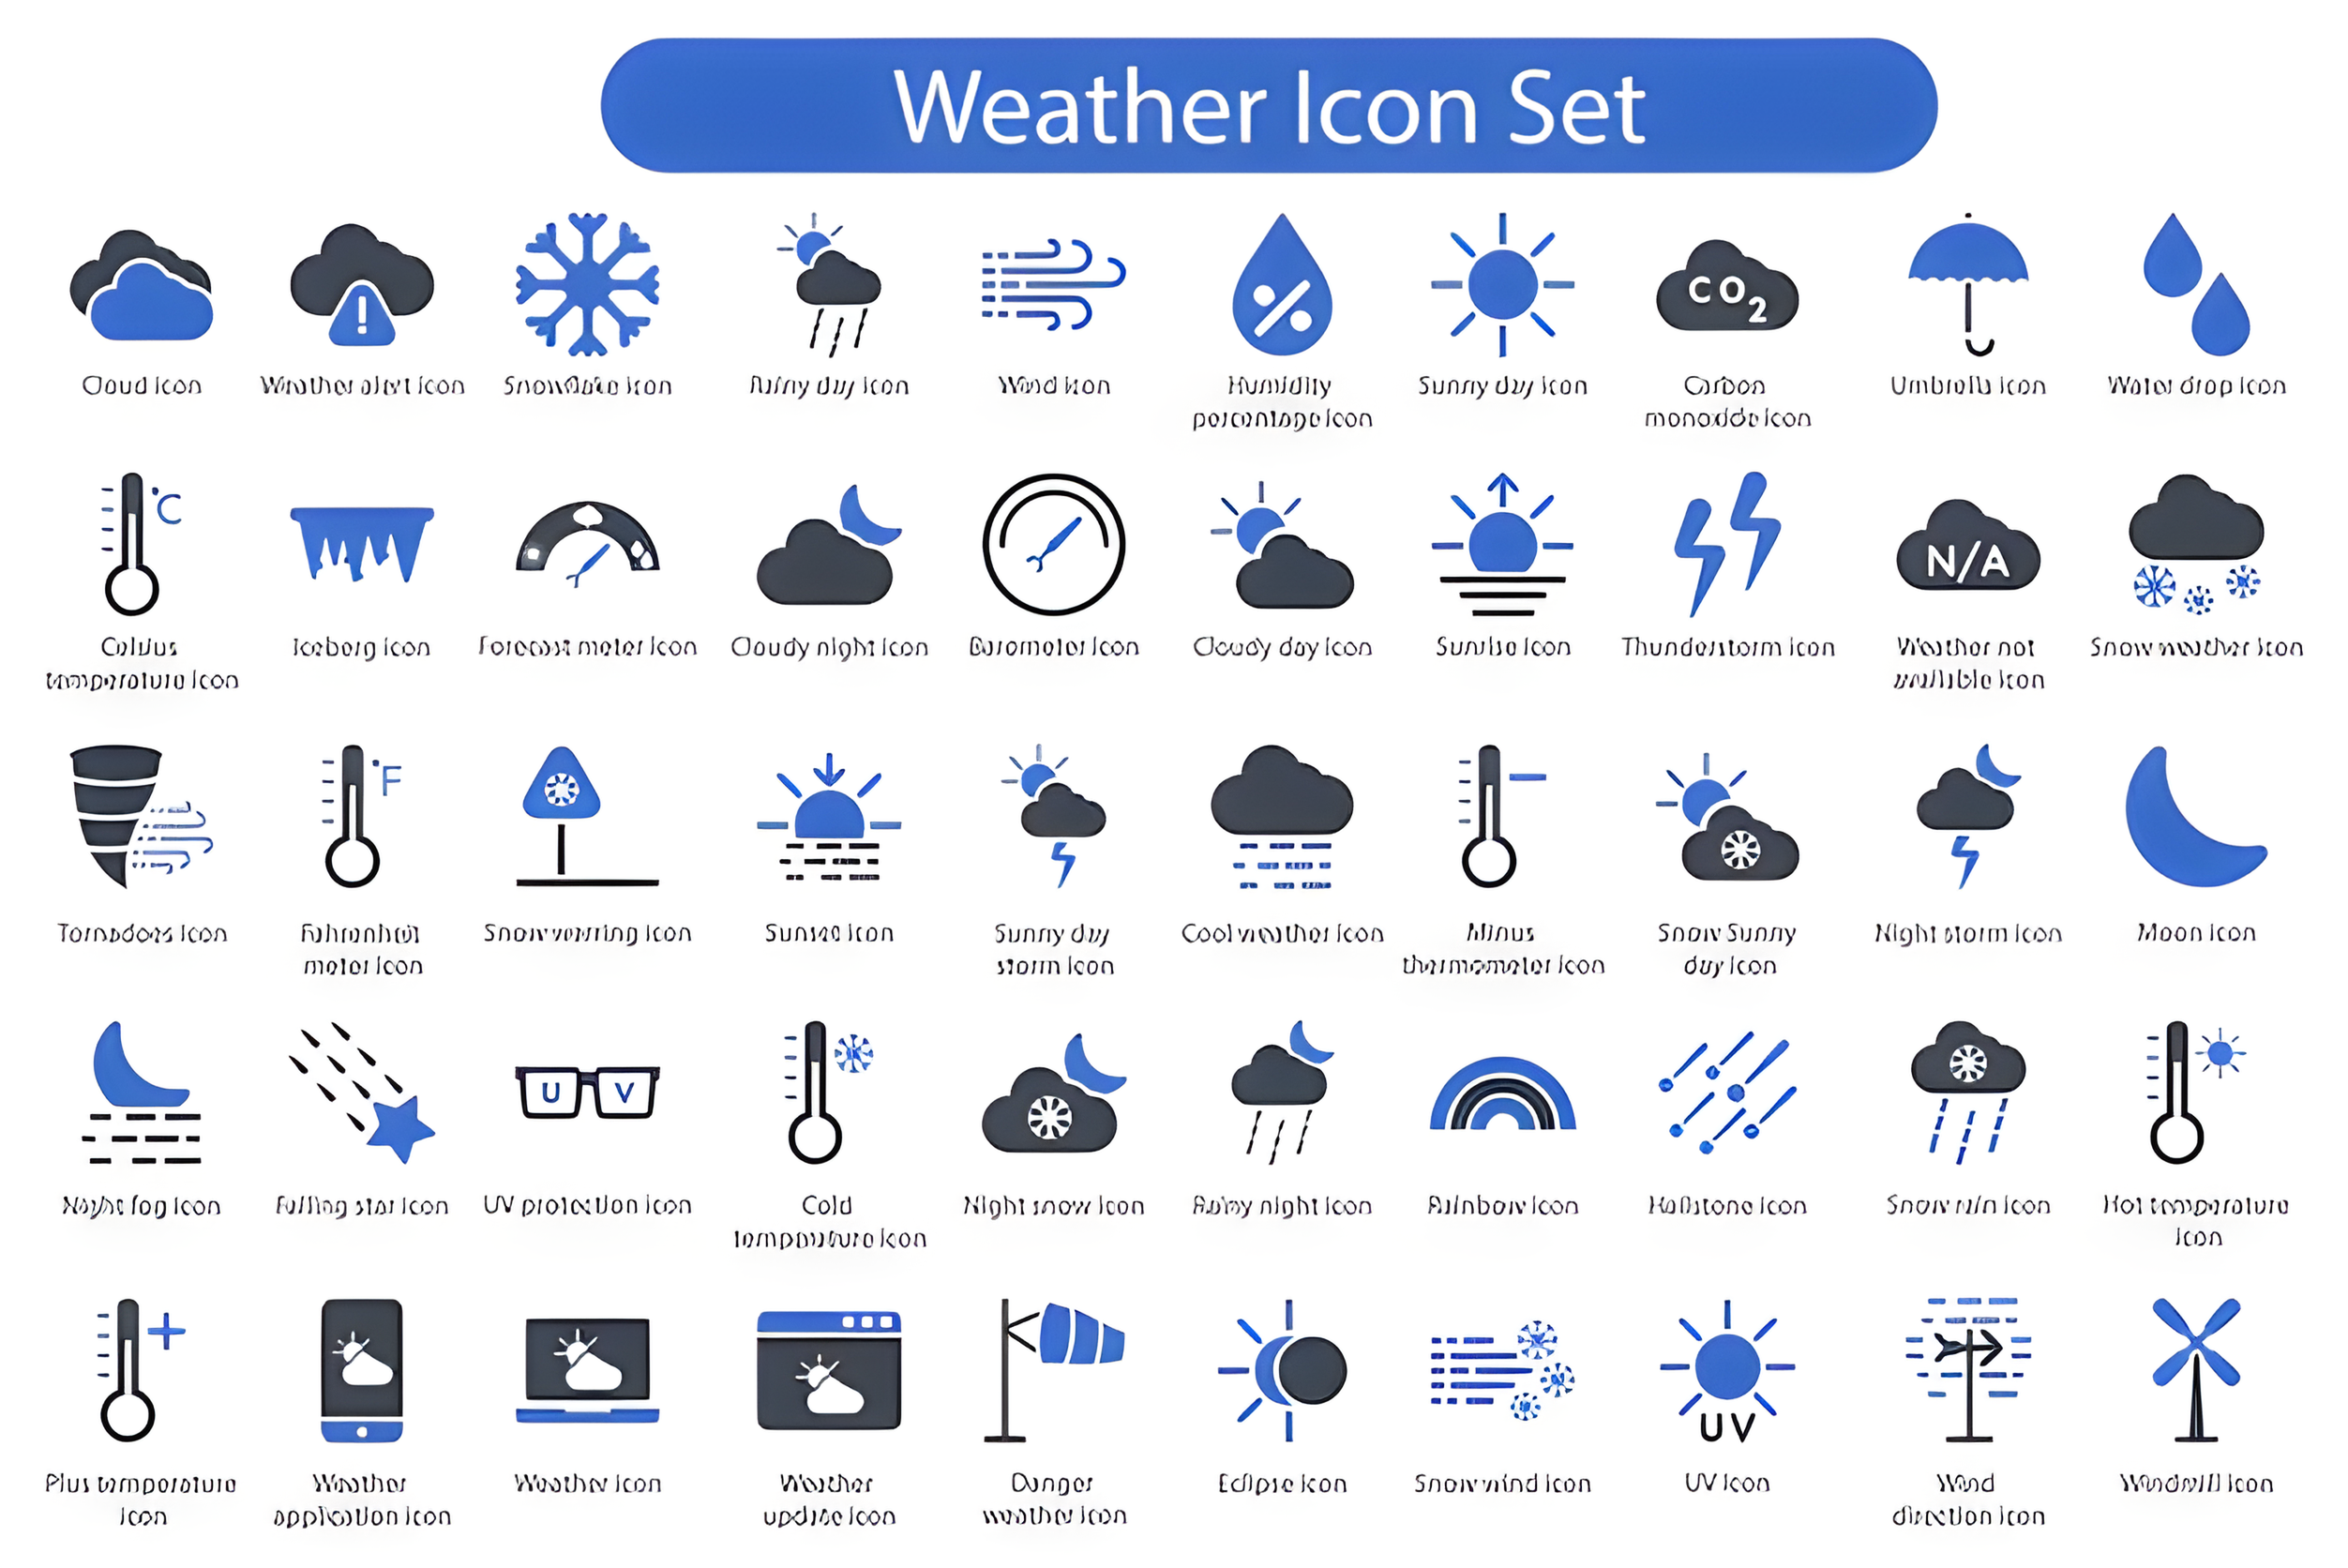 Weather Icon Set
CO2
Cloud icon
Weather alert icon
Snowflake icon
Rainy day icon
Wind icon
Humidity
percentage icon
Sunny day icon
Carbon
monoxide icon
Umbrella icon
Water drop icon
°C
N/A
Celsius
temperature icon
Iceberg icon
Forecast meter icon
Cloudy night icon
Barometer icon
Cloudy day icon
Sunrise icon
Thunderstorm icon
Weather not
available icon
Snow weather icon
°F
Tornadoes icon
Fahrenheit
meter icon
Snow warning icon
Sunset icon
Sunny day
storm icon
Cool weather icon
Minus
thermometer icon
Snow Sunny
day icon
Night storm icon
Moon icon
U V
Night fog icon
Falling star icon
UV protection icon
Cold
temperature icon
Night snow icon
Rainy night icon
Rainbow icon
Hailstone icon
Snow rain icon
Hot temperature
icon
UV
Plus temperature
icon
Weather
application icon
Weather icon
Weather
update icon
Danger
weather icon
Eclipse icon
Snow wind icon
UV icon
Wind
direction icon
Windmill icon